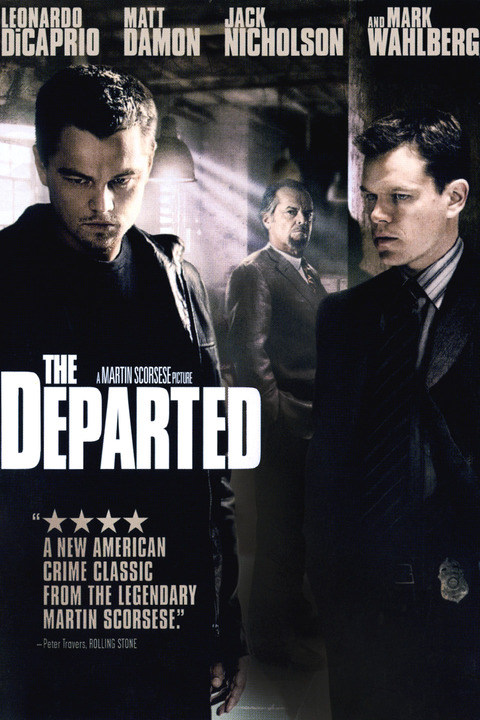 LEONARDO DiCAPRIO
MATT DAMON
JACK NICHOLSON
AND MARK WAHLBERG
THE
A MARTIN SCORSESE PICTURE
DEPARTED
“★★★★
A NEW AMERICAN
CRIME CLASSIC
FROM THE LEGENDARY
MARTIN SCORSESE.”
– Peter Travers, ROLLING STONE